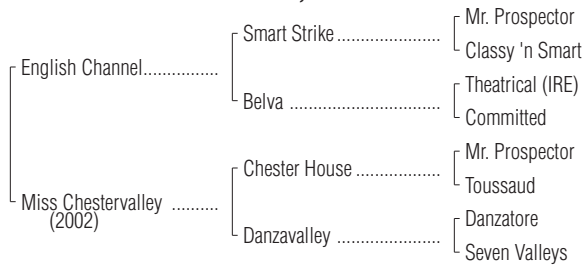 Mr. Prospector
Smart Strike ....................
Classy 'n Smart
English Channel................
Theatrical (IRE)
Belva ..............................
Committed
Mr. Prospector
Chester House .................
Toussaud
Miss Chestervalley ..........
(2002)
Danzatore
Danzavalley .....................
Seven Valleys